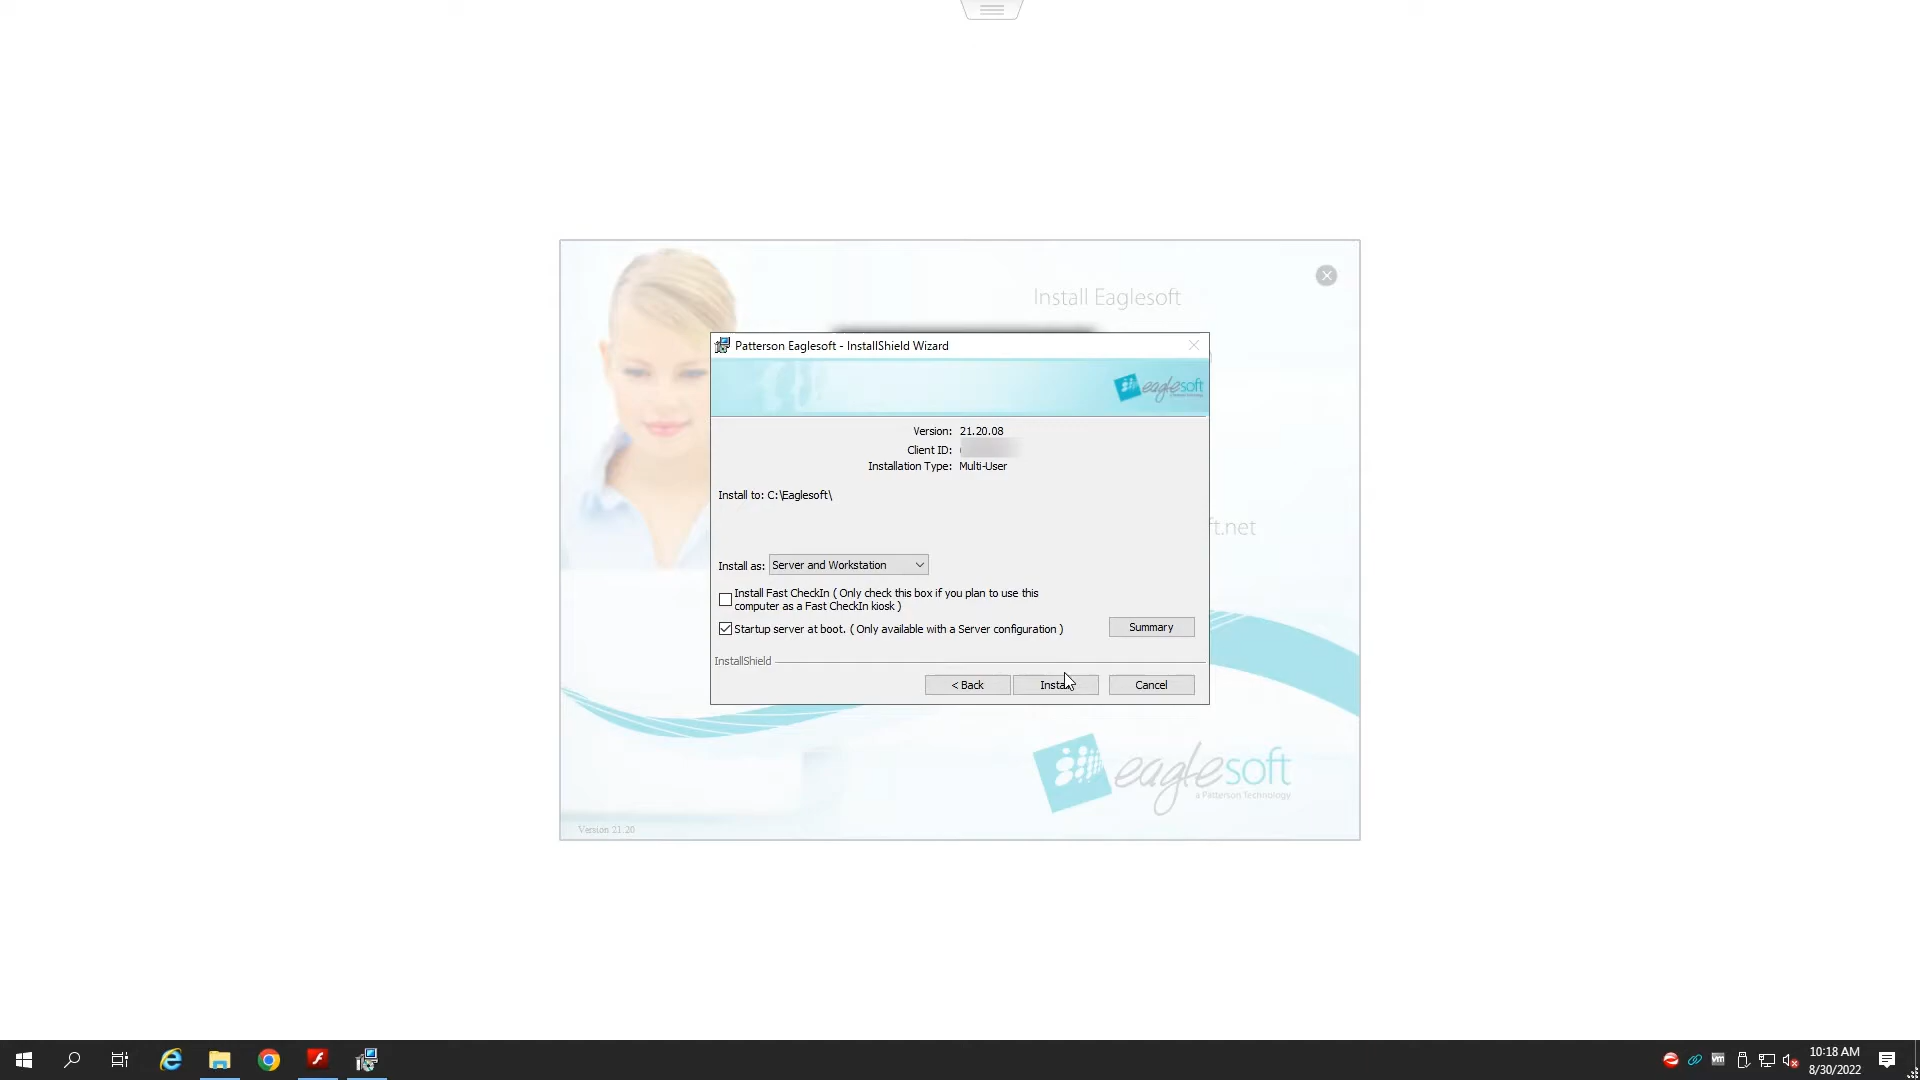 Install Eaglesoft
Patterson Eaglesoft - InstallShield Wizard
eaglesoft
Version: 21.20.08
Client ID:
Installation Type: Multi-User
Install to: C:\Eaglesoft\
ft.net
Install as: Server and Workstation
Install Fast CheckIn ( Only check this box if you plan to use this
computer as a Fast CheckIn kiosk )
Startup server at boot. ( Only available with a Server configuration )
Summary
InstallShield
< Back
Install
Cancel
eaglesoft
a Patterson Technology
Version 21.20
10:18 AM
8/30/2022